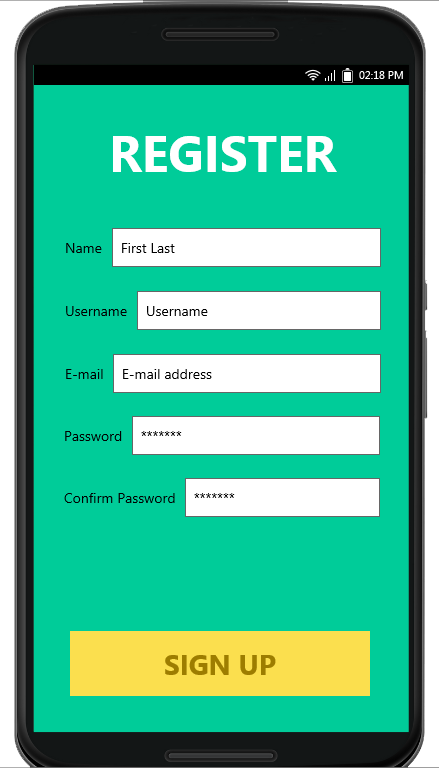 02:18 PM
REGISTER
Name First Last
Username Username
E-mail E-mail address
Password *******
Confirm Password *******
SIGN UP